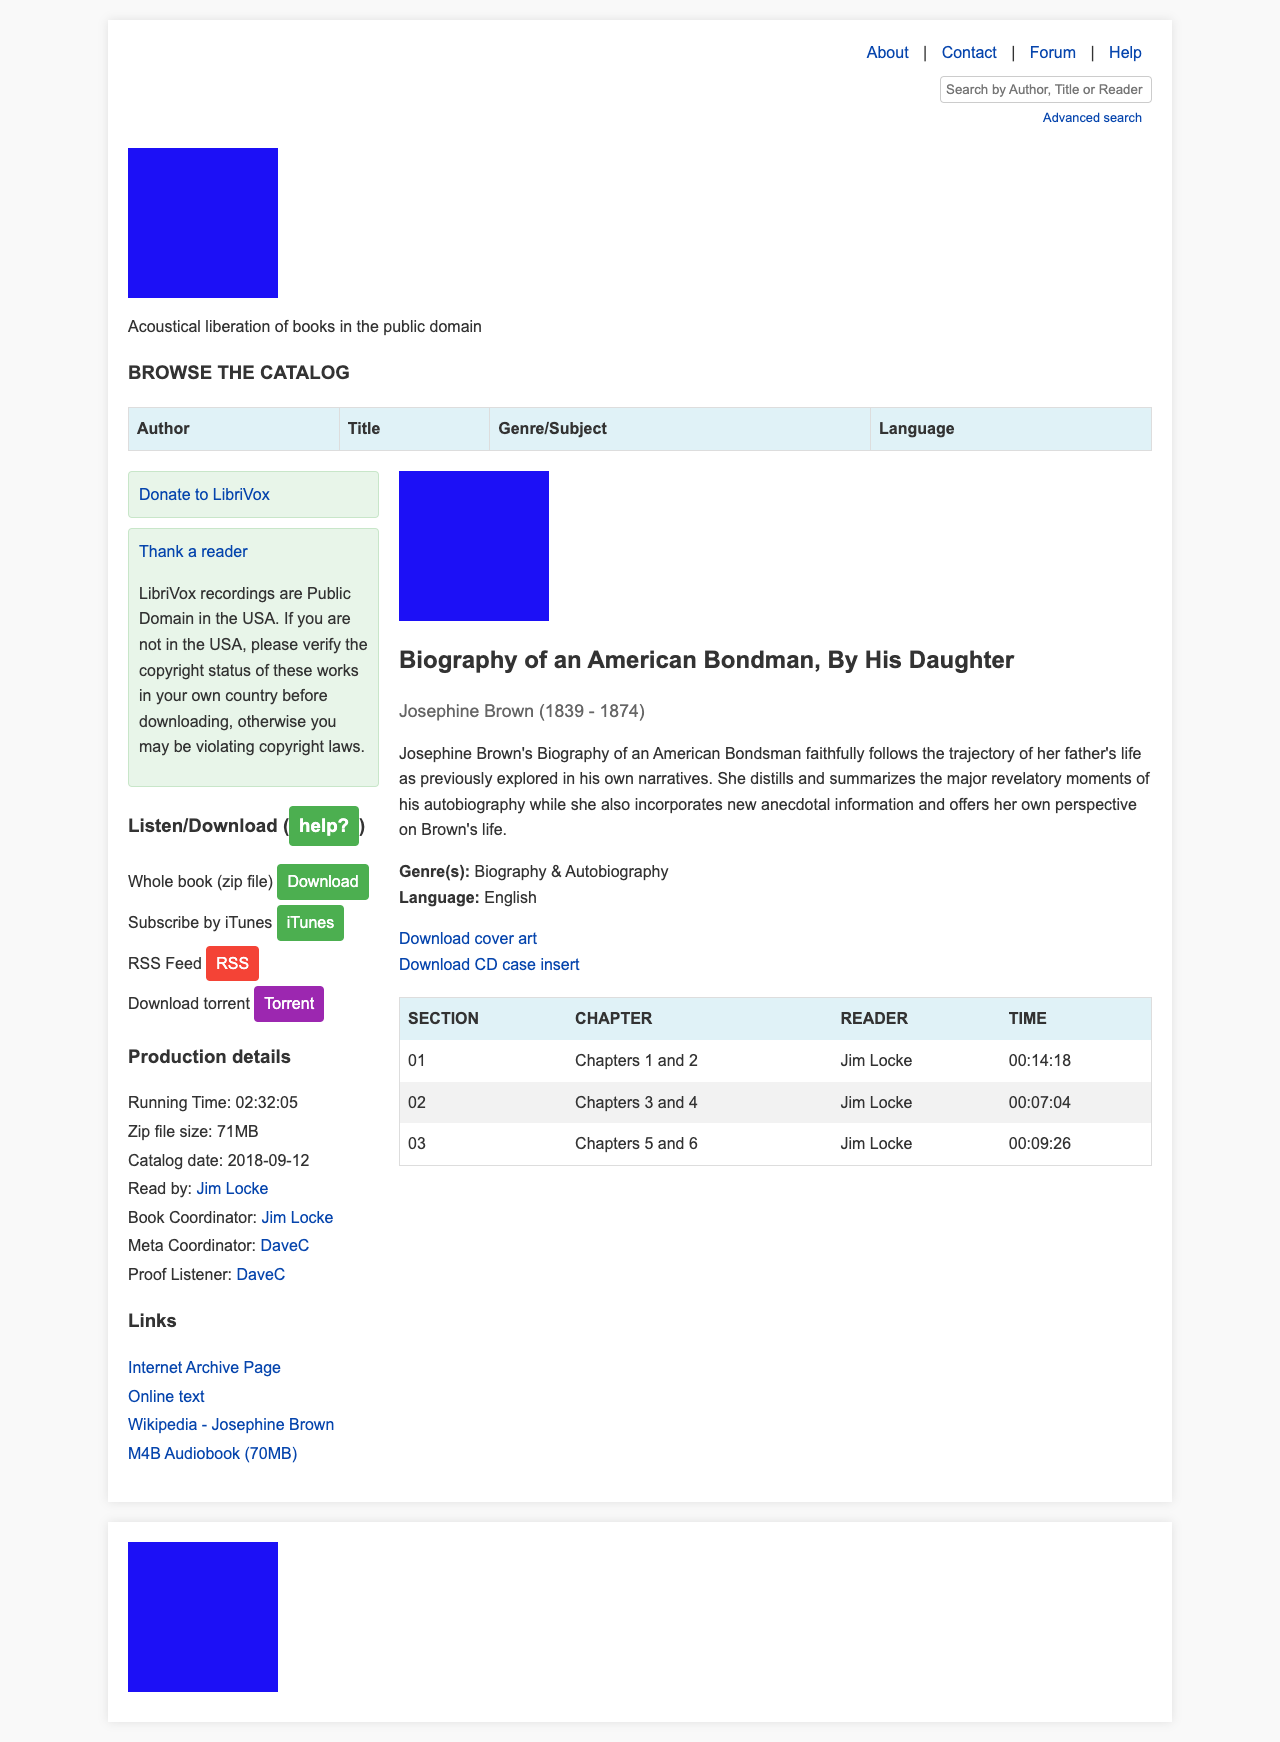 About | Contact | Forum | Help
Search by Author, Title or Reader
Advanced search
Acoustical liberation of books in the public domain
BROWSE THE CATALOG
Author Title Genre/Subject Language
Donate to LibriVox
Thank a reader
LibriVox recordings are Public
Domain in the USA. If you are
not in the USA, please verify the
copyright status of these works
in your own country before
downloading, otherwise you
may be violating copyright laws.
Listen/Download (help?)
Whole book (zip file) Download
Subscribe by iTunes iTunes
RSS Feed RSS
Download torrent Torrent
Production details
Running Time: 02:32:05
Zip file size: 71MB
Catalog date: 2018-09-12
Read by: Jim Locke
Book Coordinator: Jim Locke
Meta Coordinator: DaveC
Proof Listener: DaveC
Links
Internet Archive Page
Online text
Wikipedia - Josephine Brown
M4B Audiobook (70MB)
Biography of an American Bondman, By His Daughter
Josephine Brown (1839 - 1874)
Josephine Brown's Biography of an American Bondsman faithfully follows the trajectory of her father's life
as previously explored in his own narratives. She distills and summarizes the major revelatory moments of
his autobiography while she also incorporates new anecdotal information and offers her own perspective
on Brown's life.
Genre(s): Biography & Autobiography
Language: English
Download cover art
Download CD case insert
SECTION CHAPTER READER TIME
01 Chapters 1 and 2 Jim Locke 00:14:18
02 Chapters 3 and 4 Jim Locke 00:07:04
03 Chapters 5 and 6 Jim Locke 00:09:26